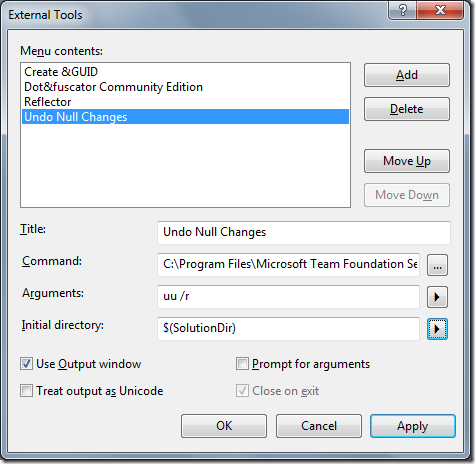 External Tools
Menu contents:
Create &GUID
Dot&fuscator Community Edition
Reflector
Undo Null Changes
Add
Delete
Move Up
Move Down
Title: Undo Null Changes
Command: C:\Program Files\Microsoft Team Foundation Se ...
Arguments: uu /r
Initial directory: $(SolutionDir)
Use Output window Prompt for arguments
Treat output as Unicode Close on exit
OK Cancel Apply